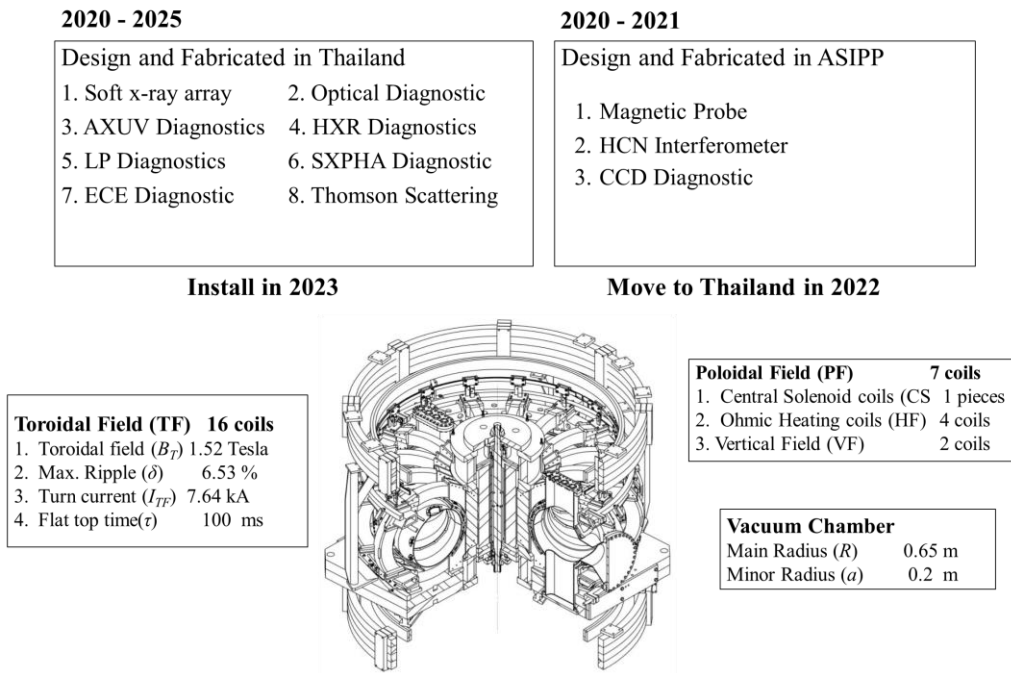 2020 - 2025
Design and Fabricated in Thailand
1. Soft x-ray array 2. Optical Diagnostic
3. AXUV Diagnostics 4. HXR Diagnostics
5. LP Diagnostics 6. SXPHA Diagnostic
7. ECE Diagnostic 8. Thomson Scattering
Install in 2023
2020 - 2021
Design and Fabricated in ASIPP
1. Magnetic Probe
2. HCN Interferometer
3. CCD Diagnostic
Move to Thailand in 2022
Toroidal Field (TF) 16 coils
1. Toroidal field (B_T) 1.52 Tesla
2. Max. Ripple (δ) 6.53 %
3. Turn current (I_TF) 7.64 kA
4. Flat top time(τ) 100 ms
Poloidal Field (PF) 7 coils
1. Central Solenoid coils (CS 1 pieces
2. Ohmic Heating coils (HF) 4 coils
3. Vertical Field (VF) 2 coils
Vacuum Chamber
Main Radius (R) 0.65 m
Minor Radius (a) 0.2 m